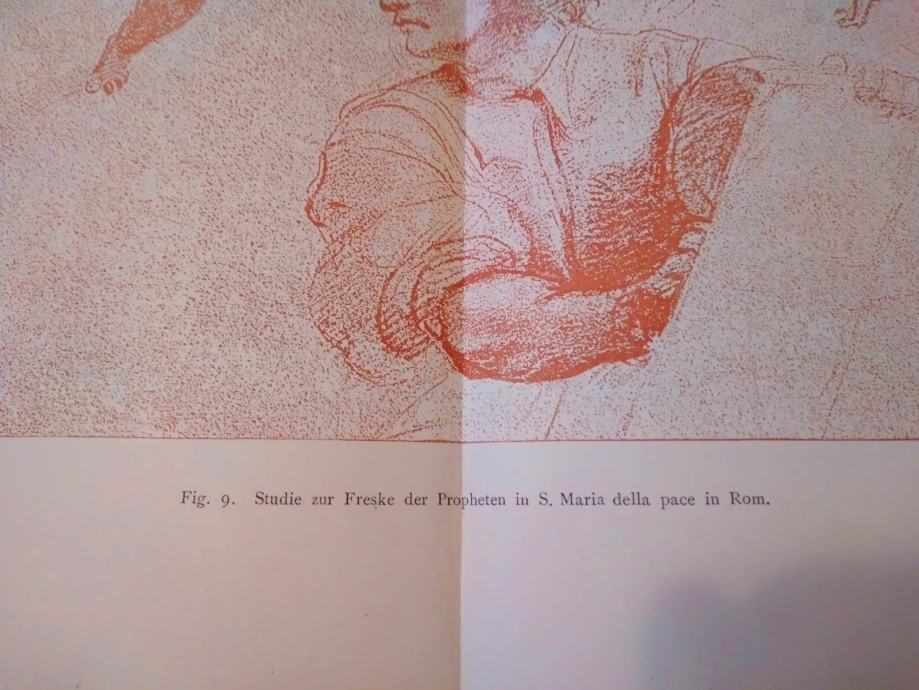 Fig. 9. Studie zur Freske der Propheten in S. Maria della pace in Rom.